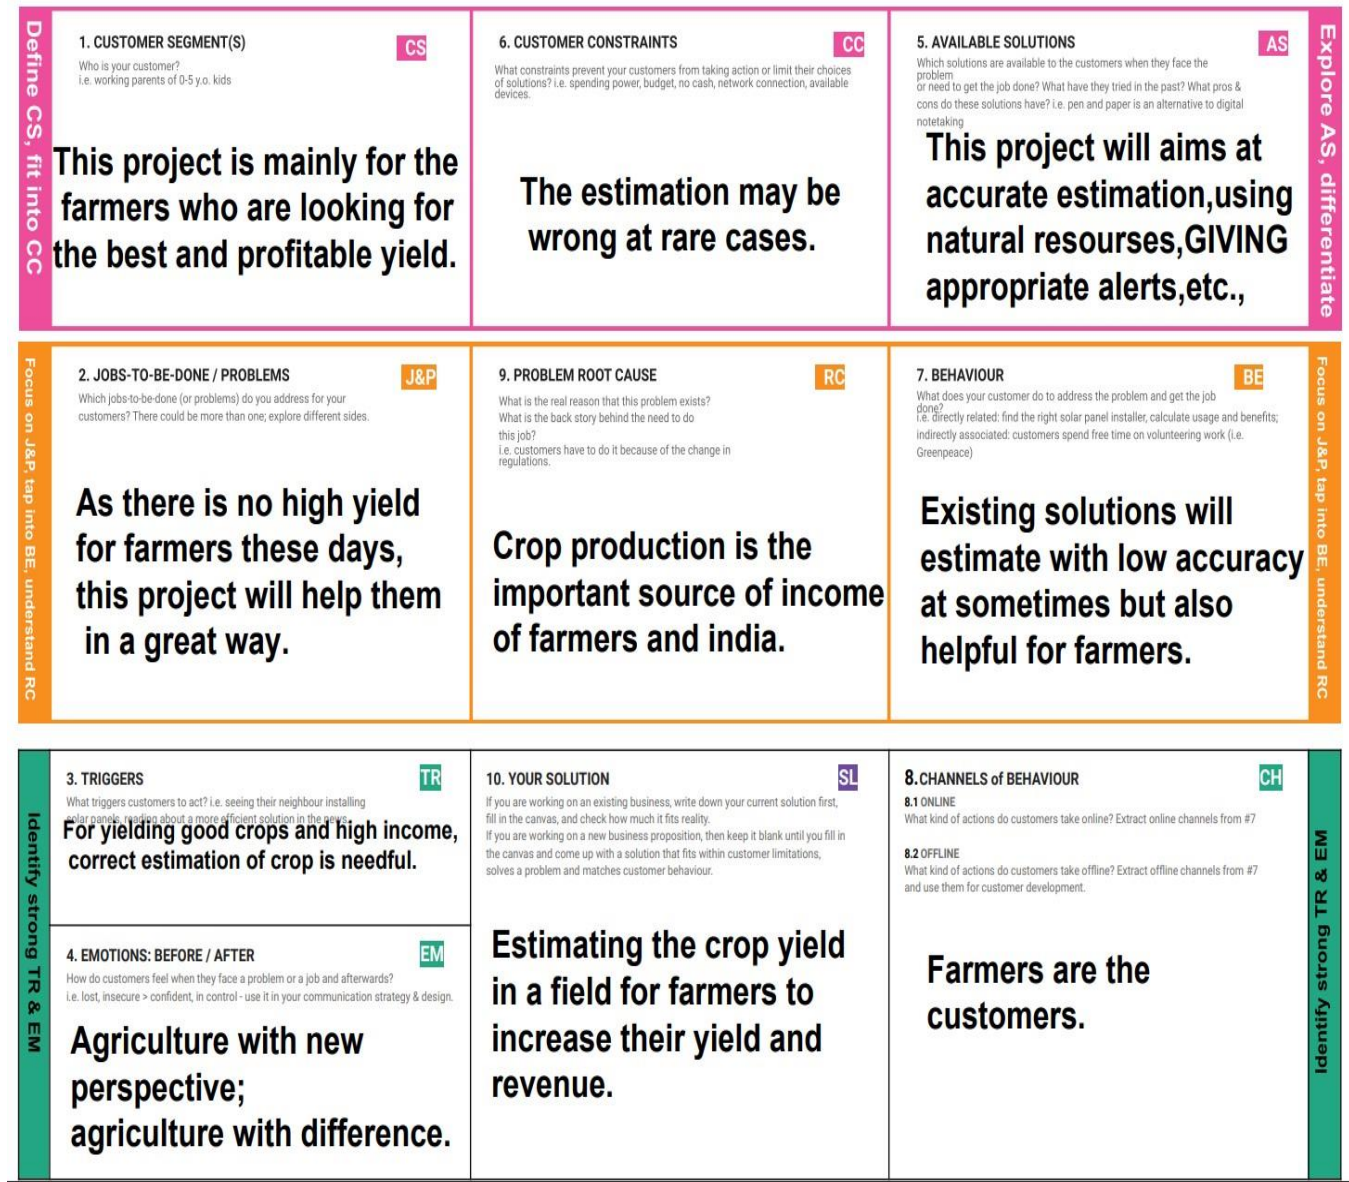 Define CS, fit into CC
1. CUSTOMER SEGMENT(S)
CS
Who is your customer?
i.e. working parents of 0-5 y.o. kids
This project is mainly for the
farmers who are looking for
the best and profitable yield.
6. CUSTOMER CONSTRAINTS
CC
What constraints prevent your customers from taking action or limit their choices
of solutions? i.e. spending power, budget, no cash, network connection, available
devices.
The estimation may be
wrong at rare cases.
5. AVAILABLE SOLUTIONS
AS
Which solutions are available to the customers when they face the
problem
or need to get the job done? What have they tried in the past? What pros &
cons do these solutions have? i.e. pen and paper is an alternative to digital
notetaking
This project will aims at
accurate estimation,using
natural resourses,GIVING
appropriate alerts,etc.,
Explore AS, differentiate
Focus on J&P, tap into BE, understand RC
2. JOBS-TO-BE-DONE / PROBLEMS
J&P
Which jobs-to-be-done (or problems) do you address for your
customers? There could be more than one; explore different sides.
As there is no high yield
for farmers these days,
this project will help them
in a great way.
9. PROBLEM ROOT CAUSE
RC
What is the real reason that this problem exists?
What is the back story behind the need to do
this job?
i.e. customers have to do it because of the change in
regulations.
Crop production is the
important source of income
of farmers and india.
7. BEHAVIOUR
BE
What does your customer do to address the problem and get the job
done?
i.e. directly related: find the right solar panel installer, calculate usage and benefits;
indirectly associated: customers spend free time on volunteering work (i.e.
Greenpeace)
Existing solutions will
estimate with low accuracy
at sometimes but also
helpful for farmers.
Focus on J&P, tap into BE, understand RC
Identify strong TR & EM
3. TRIGGERS
TR
What triggers customers to act? i.e. seeing their neighbour installing
solar panels, reading about a more efficient solution in the news.
For yielding good crops and high income,
correct estimation of crop is needful.
4. EMOTIONS: BEFORE / AFTER
EM
How do customers feel when they face a problem or a job and afterwards?
i.e. lost, insecure > confident, in control - use it in your communication strategy & design.
Agriculture with new
perspective;
agriculture with difference.
10. YOUR SOLUTION
SL
If you are working on an existing business, write down your current solution first,
fill in the canvas, and check how much it fits reality.
If you are working on a new business proposition, then keep it blank until you fill in
the canvas and come up with a solution that fits within customer limitations,
solves a problem and matches customer behaviour.
Estimating the crop yield
in a field for farmers to
increase their yield and
revenue.
8.CHANNELS of BEHAVIOUR
CH
8.1 ONLINE
What kind of actions do customers take online? Extract online channels from #7
8.2 OFFLINE
What kind of actions do customers take offline? Extract offline channels from #7
and use them for customer development.
Farmers are the
customers.
Identify strong TR & EM